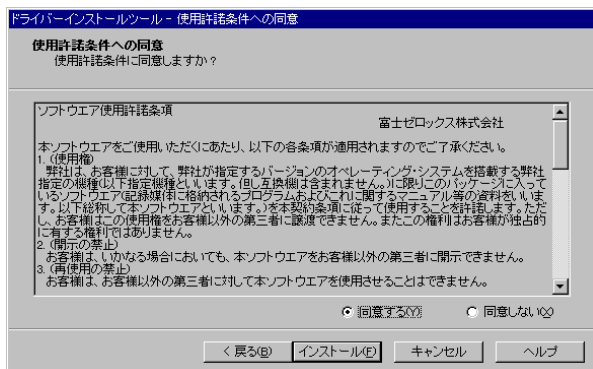 ドライバーインストールツール - 使用許諾条件への同意
使用許諾条件への同意
使用許諾条件に同意しますか?
ソフトウエア使用許諾条項
富士ゼロックス株式会社
本ソフトウエアをご使用いただくにあたり、以下の各条項が適用されますのでご了承ください。
1. (使用権)
弊社は、お客様に対して、弊社が指定するバージョンのオペレーティング・システムを搭載する弊社
指定の機種(以下指定機種といいます。但し互換機は含まれません。)に限りこのパッケージに入って
いるソフトウエア(記録媒体に格納されるプログラムおよびこれに関するマニュアル等の資料をいいま
す。以下総称して本ソフトウエアといいます。)を本契約条項に従って使用することを許諾します。ただ
し、お客様はこの使用権をお客様以外の第三者に譲渡できません。またこの権利はお客様が独占的
に有する権利ではありません。
2. (開示の禁止)
お客様は、いかなる場合においても、本ソフトウエアをお客様以外の第三者に開示できません。
3. (再使用の禁止)
お客様は、お客様以外の第三者に対して本ソフトウエアを使用させることはできません。
同意する(Y) 同意しない(X)
< 戻る(B) インストール(F) キャンセル ヘルプ